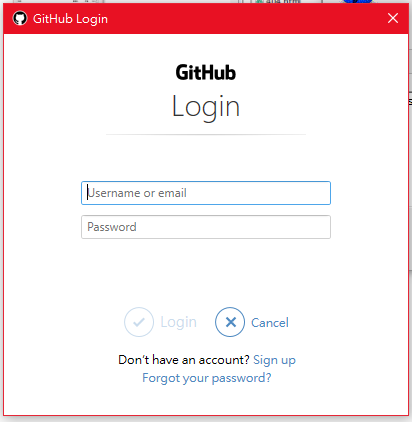 GitHub Login
GitHub
Login
Username or email
Password
Login Cancel
Don't have an account? Sign up
Forgot your password?